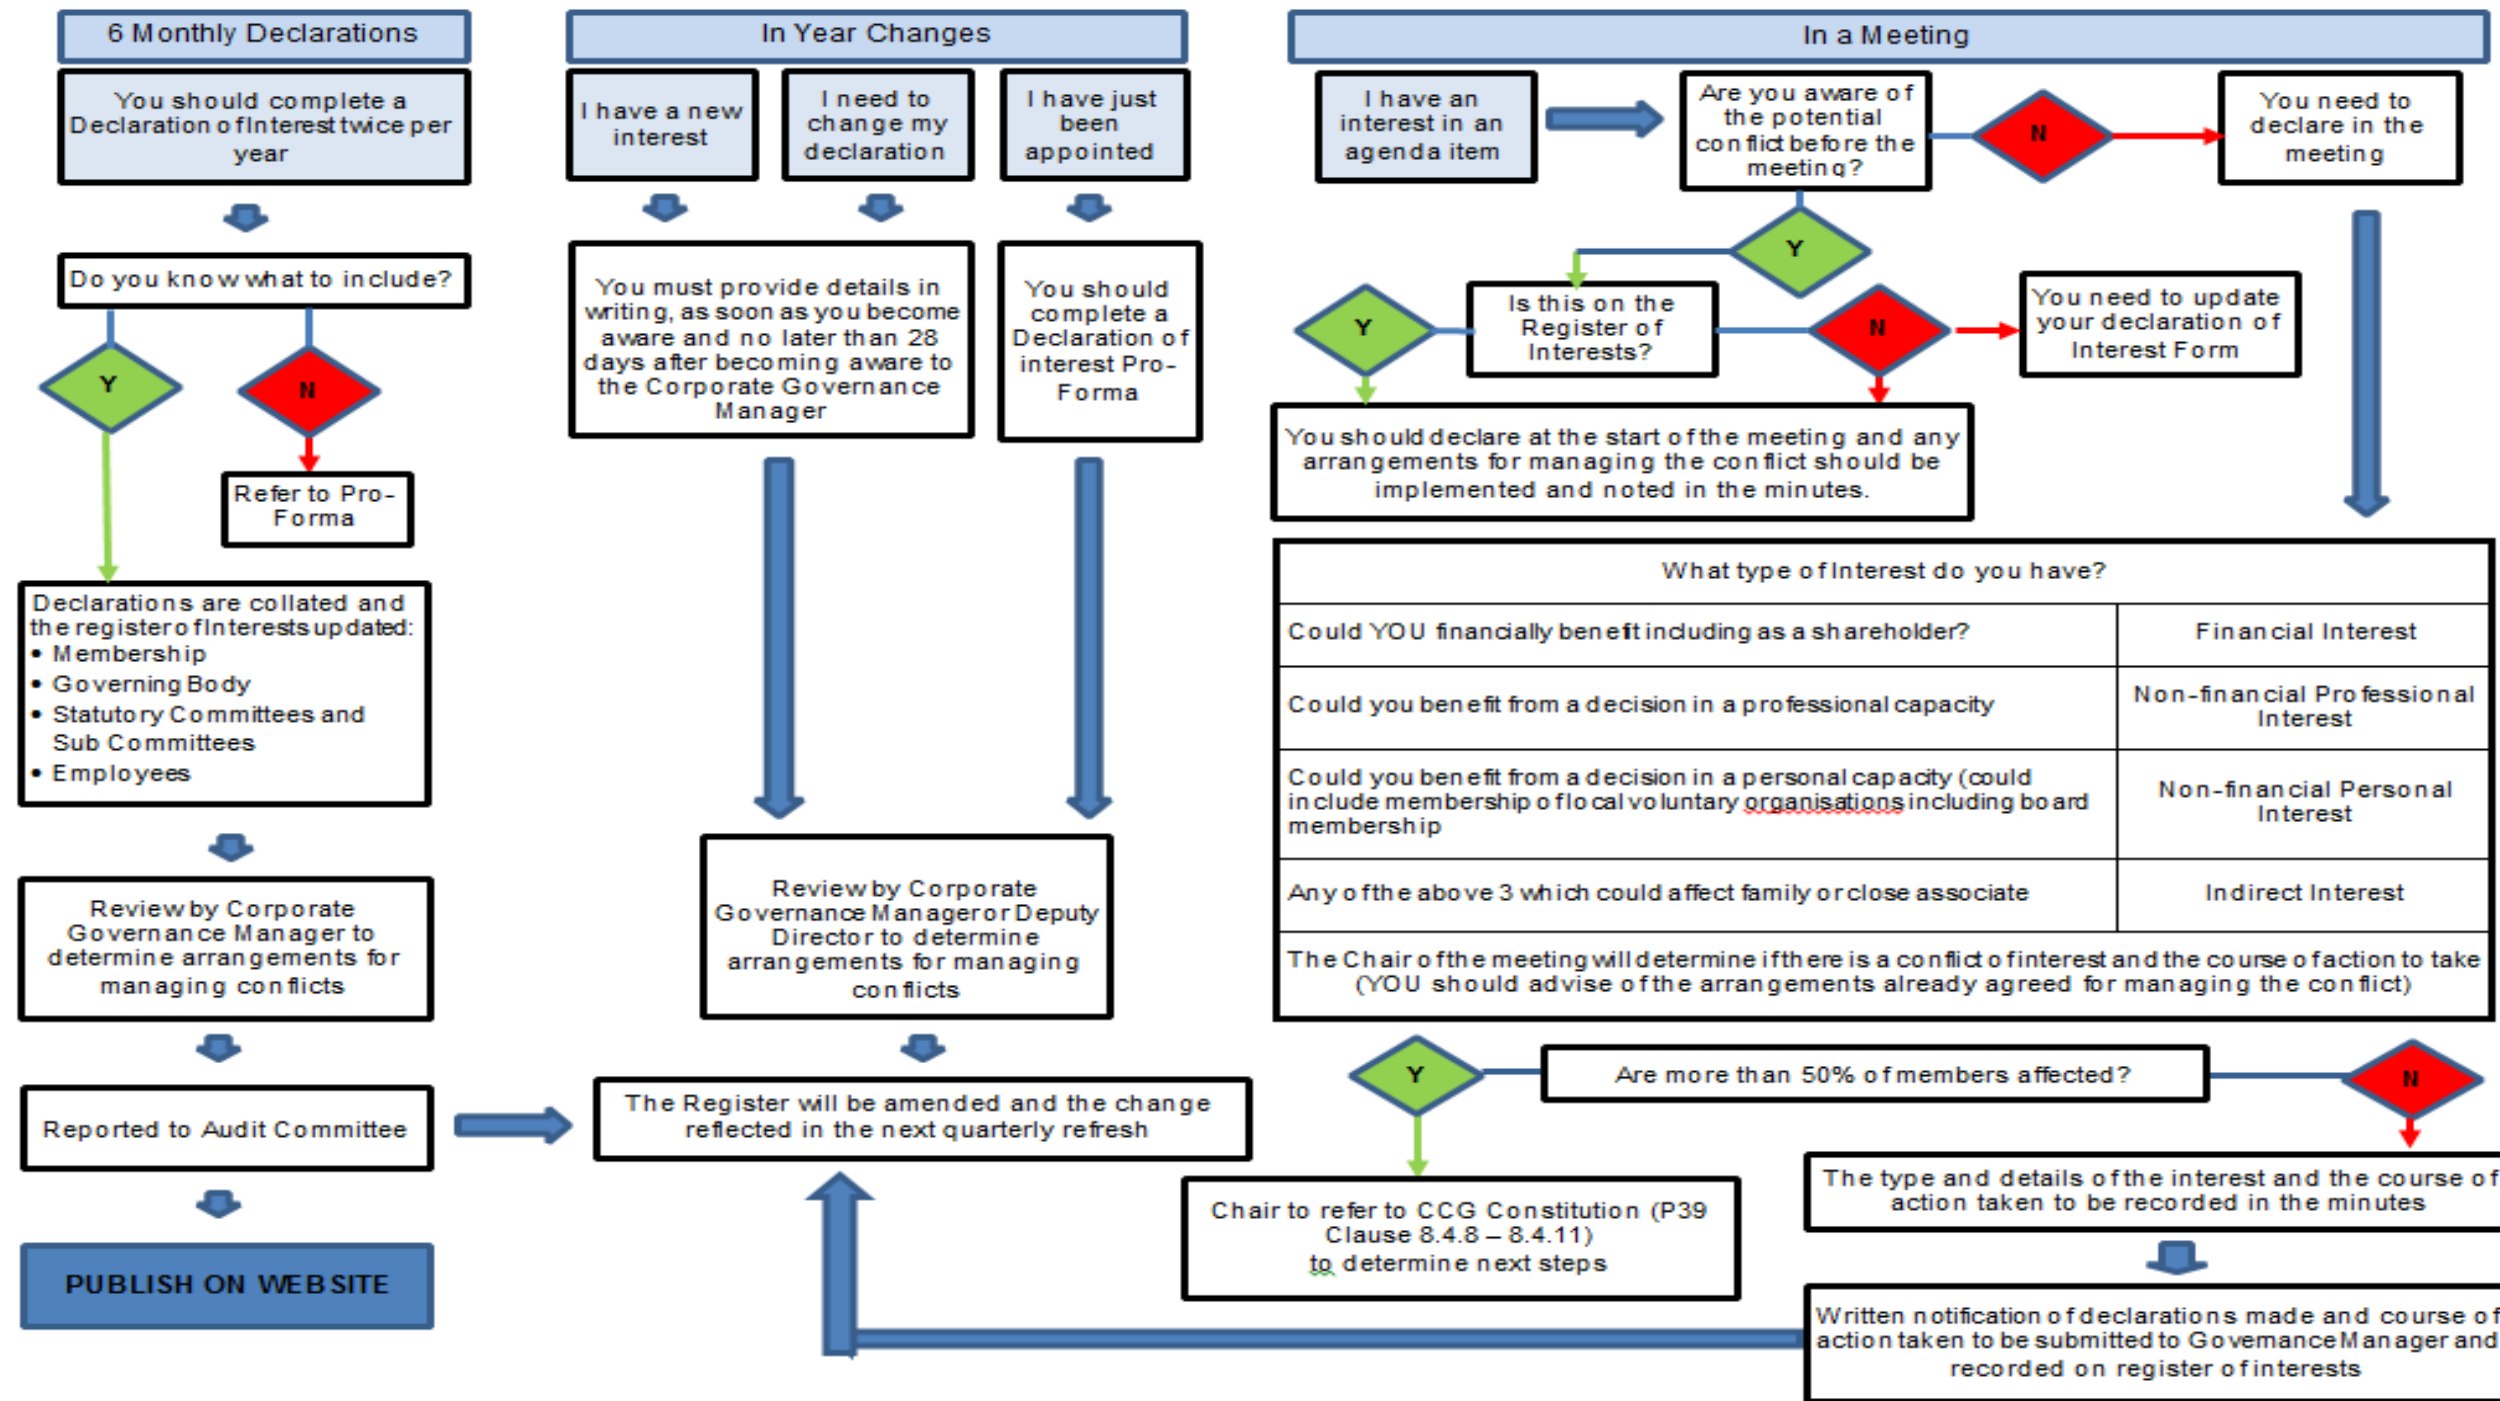 6 Monthly Declarations
You should complete a
Declaration of Interest twice per
year
Do you know what to include?
Y
N
Refer to Pro-
Forma
Declarations are collated and
the register of Interests updated:
• Membership
• Governing Body
• Statutory Committees and
Sub Committees
• Employees
Review by Corporate
Governance Manager to
determine arrangements for
managing conflicts
Reported to Audit Committee
PUBLISH ON WEBSITE
In Year Changes
I have a new
interest
I need to
change my
declaration
I have just
been
appointed
You must provide details in
writing, as soon as you become
aware and no later than 28
days after becoming aware to
the Corporate Governance
Manager
You should
complete a
Declaration of
interest Pro-
Forma
Review by Corporate
Governance Manager or Deputy
Director to determine
arrangements for managing
conflicts
The Register will be amended and the change
reflected in the next quarterly refresh
In a Meeting
I have an
interest in an
agenda item
Are you aware of
the potential
conflict before the
meeting?
N
You need to
declare in the
meeting
Y
Y
Is this on the
Register of
Interests?
N
You need to update
your declaration of
Interest Form
You should declare at the start of the meeting and any
arrangements for managing the conflict should be
implemented and noted in the minutes.
What type of Interest do you have?
Could YOU financially benefit including as a shareholder?
Financial Interest
Could you benefit from a decision in a professional capacity
Non-financial Professional
Interest
Could you benefit from a decision in a personal capacity (could
include membership of local voluntary organisations including board
membership
Non-financial Personal
Interest
Any of the above 3 which could affect family or close associate
Indirect Interest
The Chair of the meeting will determine if there is a conflict of interest and the course of action to take
(YOU should advise of the arrangements already agreed for managing the conflict)
Y
Are more than 50% of members affected?
N
Chair to refer to CCG Constitution (P39
Clause 8.4.8 – 8.4.11)
to determine next steps
The type and details of the interest and the course of
action taken to be recorded in the minutes
Written notification of declarations made and course of
action taken to be submitted to Governance Manager and
recorded on register of interests